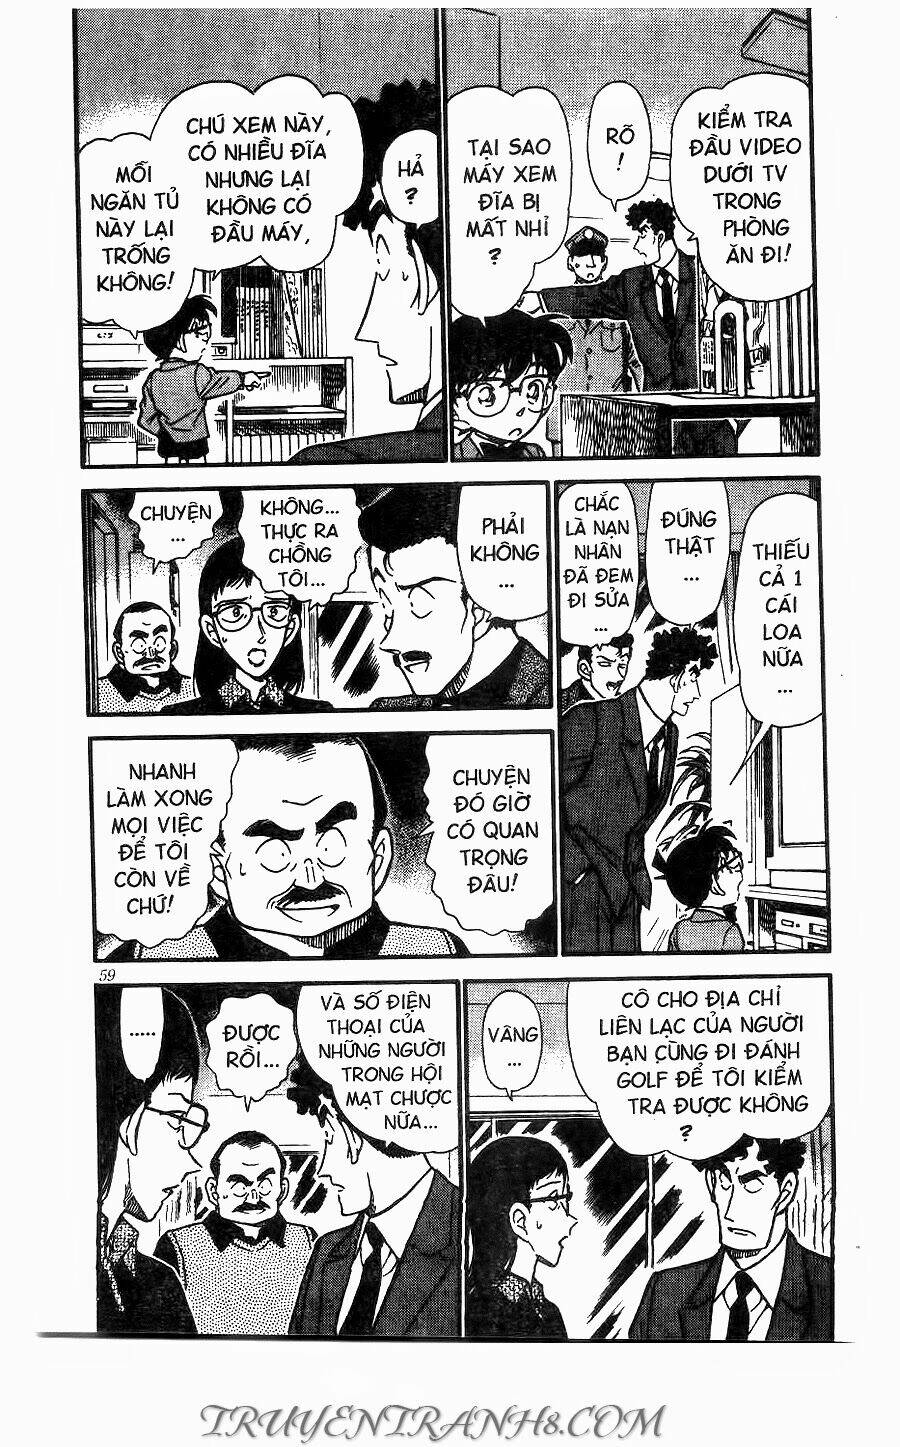 KIỂM TRA
ĐẦU VIDEO
DƯỚI TV
TRONG
PHÒNG
ĂN ĐI!
RÕ
!
TẠI SAO
MÁY XEM
ĐĨA BỊ
MẤT NHỈ
?
HẢ
?
CHÚ XEM NÀY,
CÓ NHIỀU ĐĨA
NHƯNG LẠI
KHÔNG CÓ
ĐẦU MÁY,
MỖI
NGĂN TỦ
NÀY LẠI
TRỐNG
KHÔNG!
THIẾU
CẢ 1
CÁI
LOA
NỮA
...
ĐÚNG
THẬT
...
CHẮC
LÀ NẠN
NHÂN
ĐÃ ĐEM
ĐI SỬA
...
PHẢI
KHÔNG
...
KHÔNG...
THỰC RA
CHỒNG
TÔI...
CHUYỆN
...
CHUYỆN
ĐÓ GIỜ
CÓ QUAN
TRỌNG
ĐÂU!
NHANH
LÀM XONG
MỌI VIỆC
ĐỂ TÔI
CÒN VỀ
CHỨ!
59
CÔ CHO ĐỊA CHỈ
LIÊN LẠC CỦA NGƯỜI
BẠN CÙNG ĐI ĐÁNH
GOLF ĐỂ TÔI KIỂM
TRA ĐƯỢC KHÔNG
?
VÂNG
...
VÀ SỐ ĐIỆN
THOẠI CỦA
NHỮNG NGƯỜI
TRONG HỘI
MẠT CHƯỢC
NỮA...
ĐƯỢC
RỒI...
.....
TRUYENTRANH8.COM